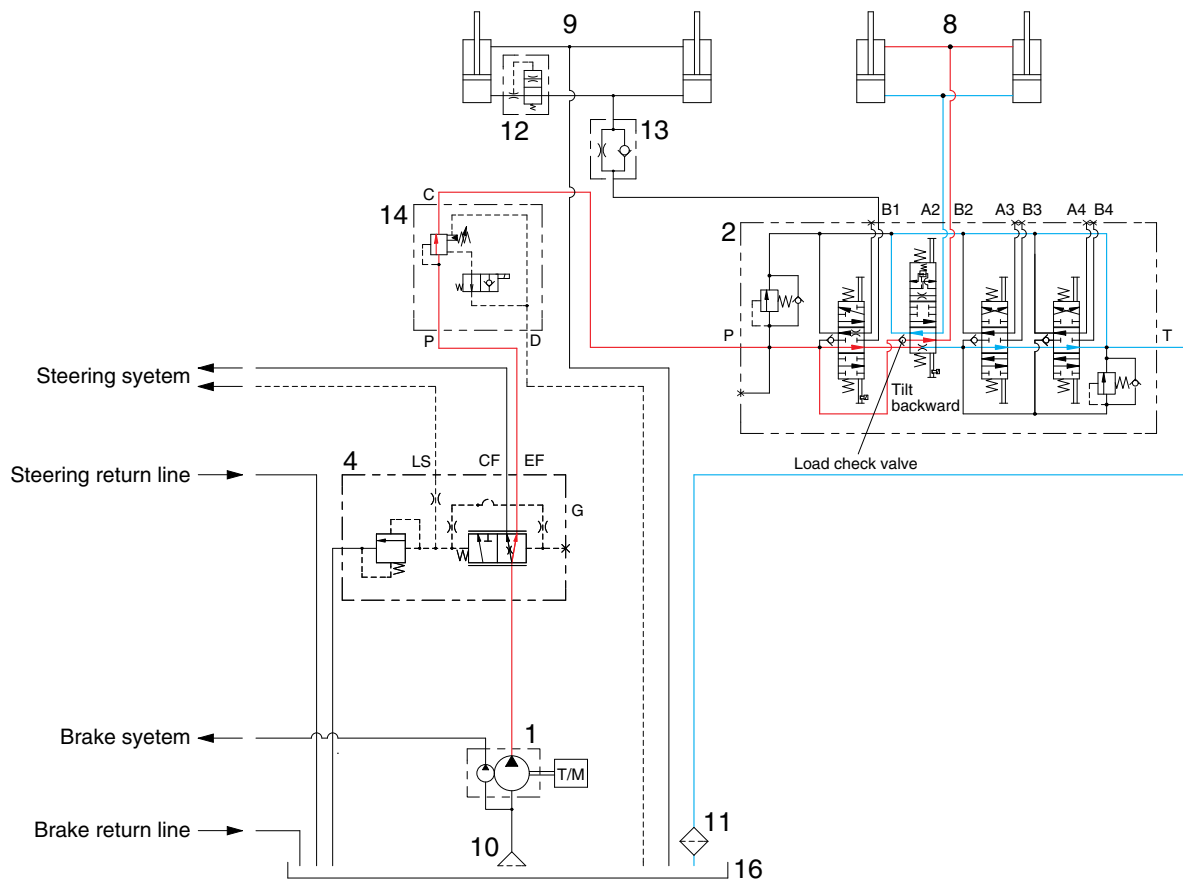 9
8
12
13
C
14
B1
A2
B2
A3
B3
A4
B4
2
P
D
P
T
Steering syetem
Tilt
backward
Load check valve
4
LS
CF
EF
Steering return line
G
Brake syetem
1
T/M
Brake return line
10
11
16